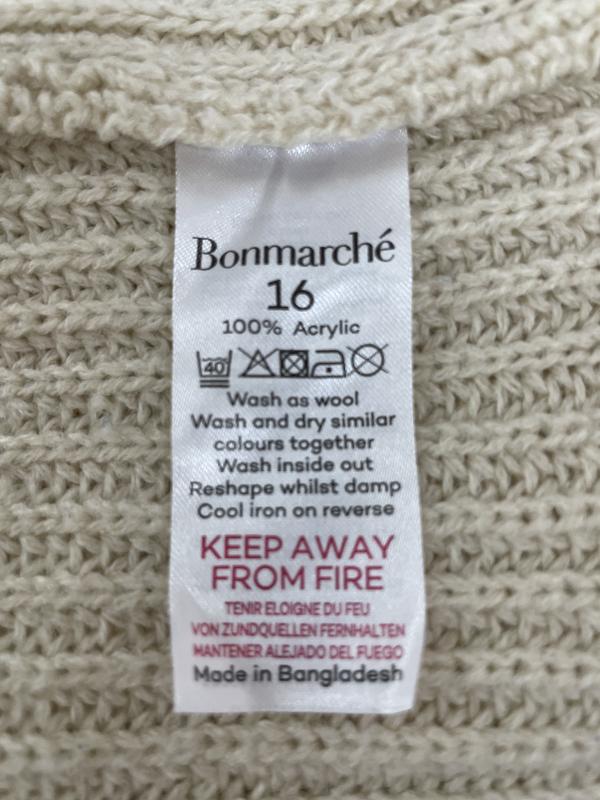 Bonmarché
16
100% Acrylic
40
Wash as wool
Wash and dry similar
colours together
Wash inside out
Reshape whilst damp
Cool iron on reverse
KEEP AWAY
FROM FIRE
TENIR ELOIGNE DU FEU
VON ZUNDQUELLEN FERNHALTEN
MANTENER ALEJADO DEL FUEGO
Made in Bangladesh